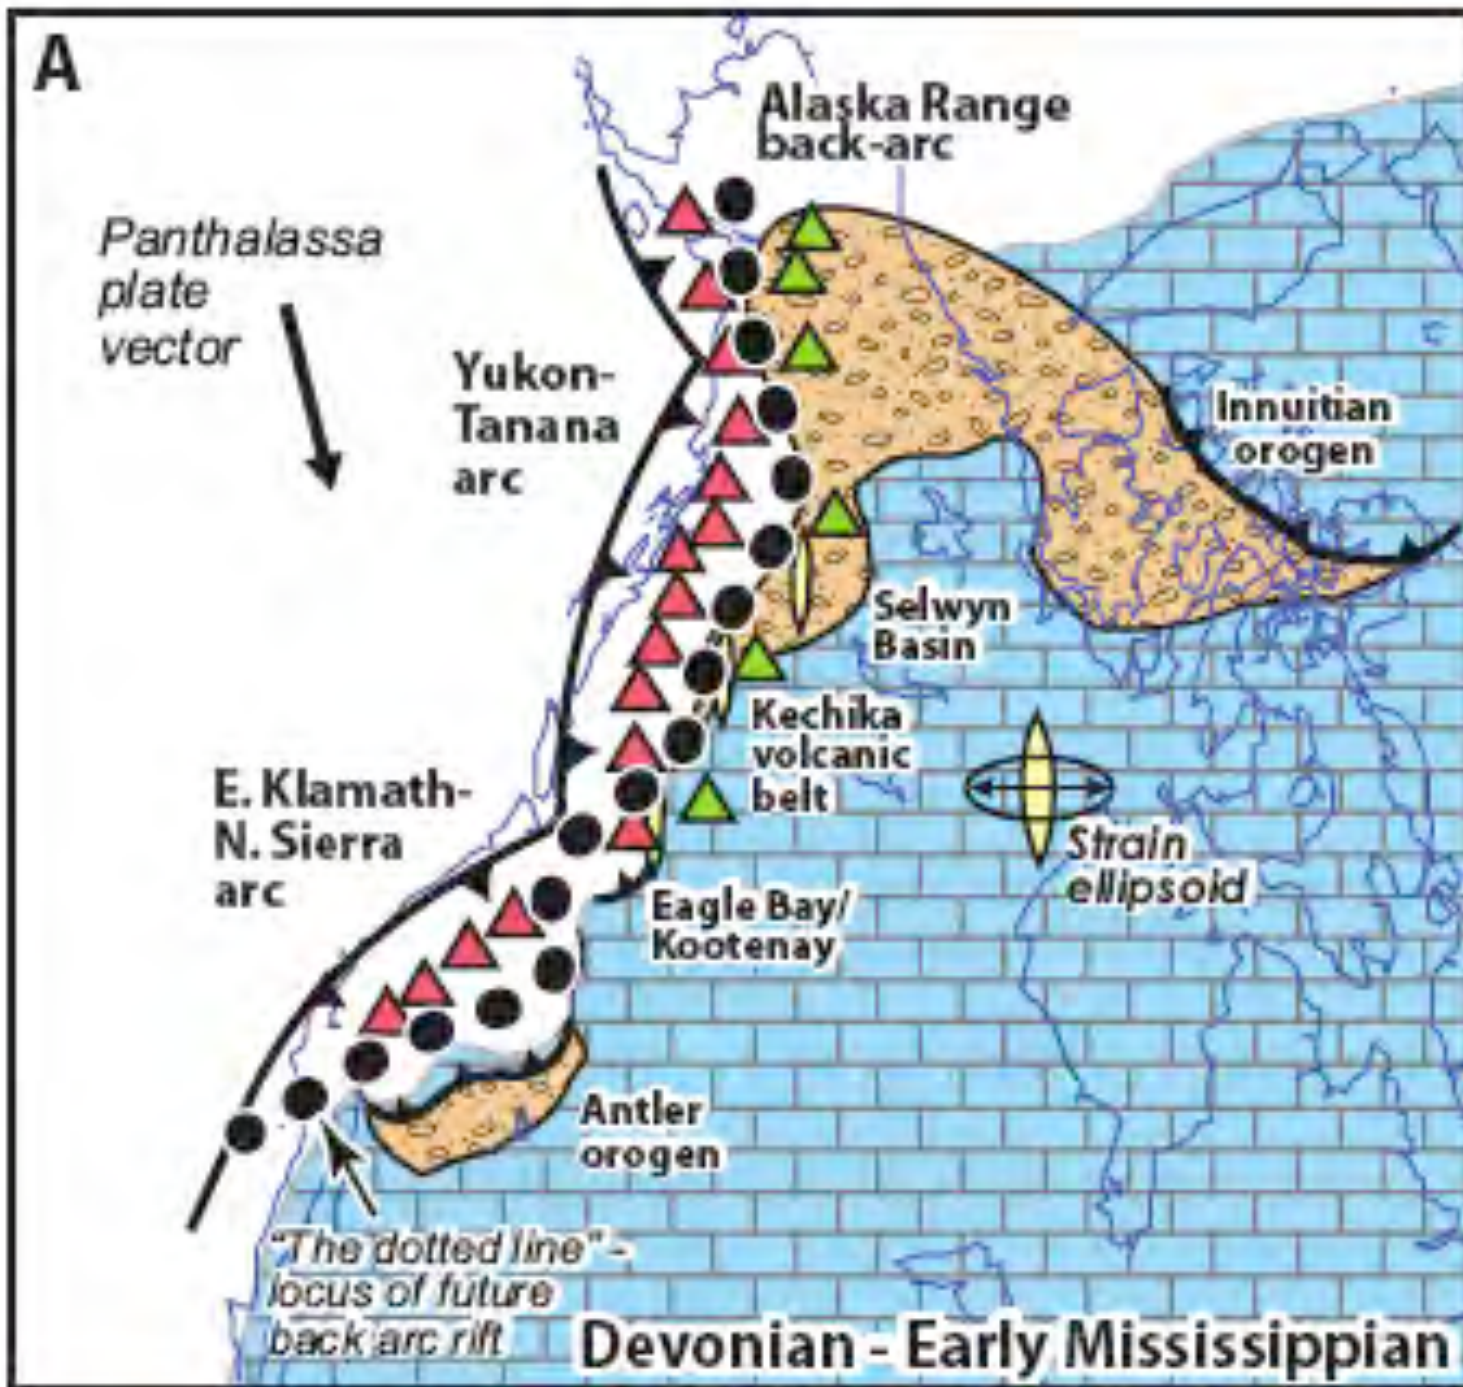 A
Alaska Range
back-arc
Panthalassa
plate
vector
Yukon-
Tanana
arc
Innuitian
orogen
Selwyn
Basin
Kechika
volcanic
belt
E. Klamath-
N. Sierra
arc
Strain
ellipsoid
Eagle Bay/
Kootenay
Antler
orogen
"The dotted line" -
locus of future
back arc rift
Devonian - Early Mississippian